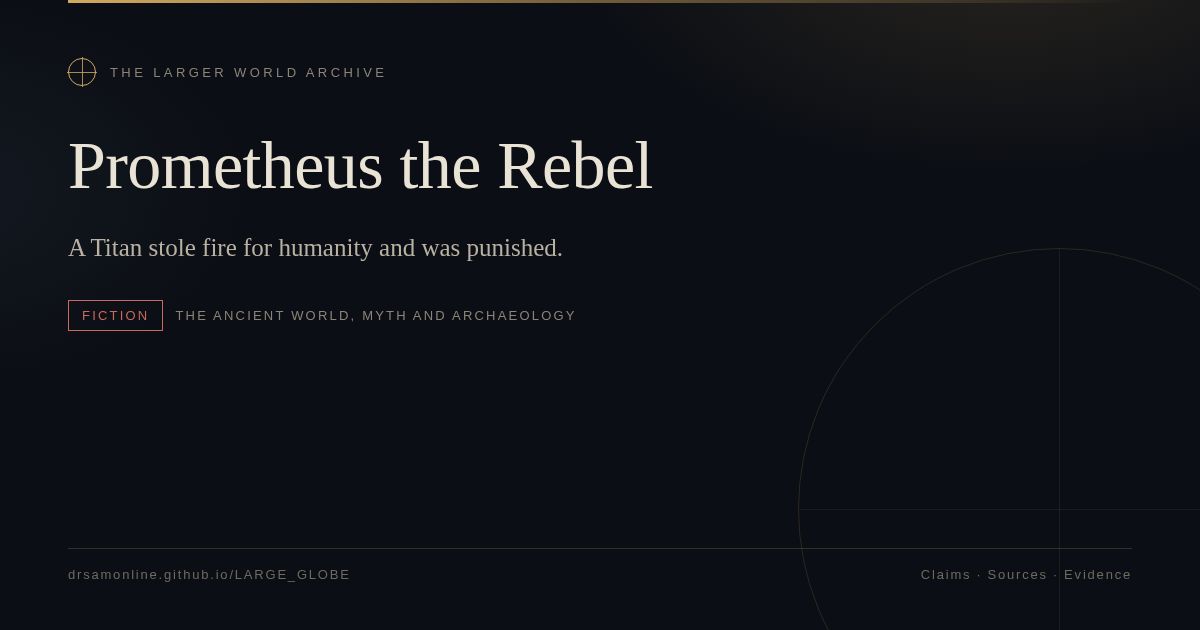 THE LARGER WORLD ARCHIVE
Prometheus the Rebel
A Titan stole fire for humanity and was punished.
FICTION THE ANCIENT WORLD, MYTH AND ARCHAEOLOGY
drsamonline.github.io/LARGE_GLOBE
Claims · Sources · Evidence